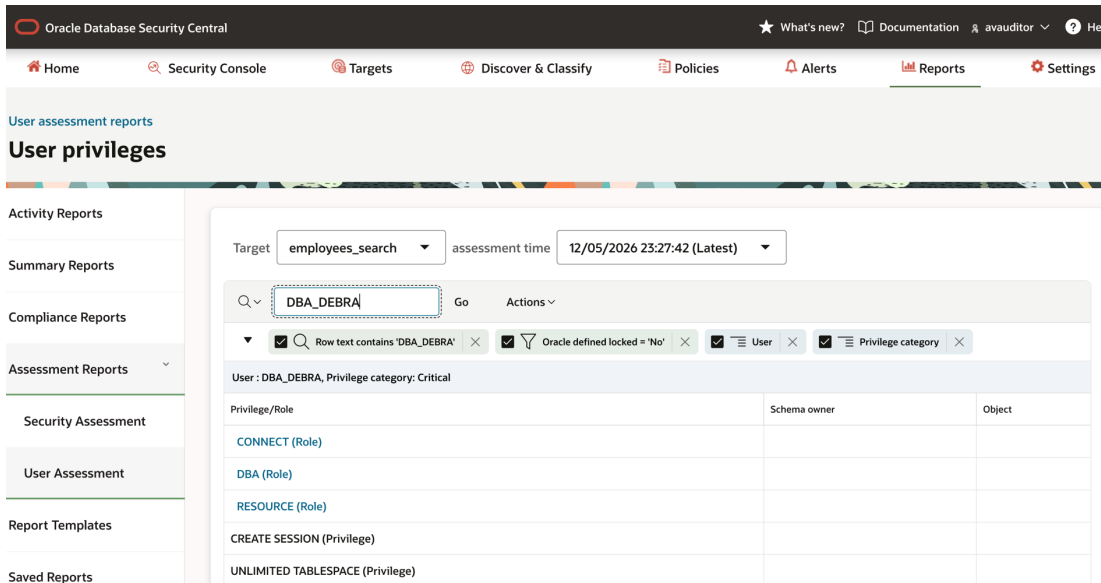 Oracle Database Security Central
What's new? Documentation avauditor He
Home Security Console Targets Discover & Classify Policies Alerts Reports Settings
User assessment reports
User privileges
Activity Reports
Summary Reports
Compliance Reports
Assessment Reports
Security Assessment
User Assessment
Report Templates
Saved Reports
Target employees_search assessment time 12/05/2026 23:27:42 (Latest)
DBA_DEBRA Go Actions
Row text contains 'DBA_DEBRA' Oracle defined locked = 'No' User Privilege category
User : DBA_DEBRA, Privilege category: Critical
Privilege/Role Schema owner Object
CONNECT (Role)
DBA (Role)
RESOURCE (Role)
CREATE SESSION (Privilege)
UNLIMITED TABLESPACE (Privilege)